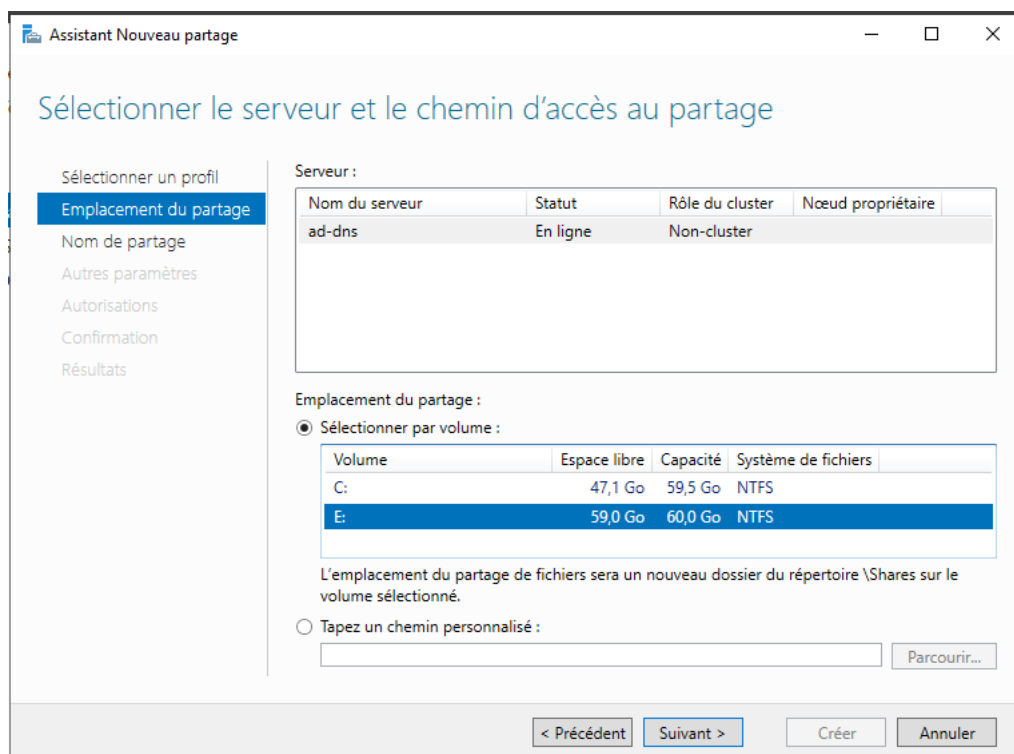 Assistant Nouveau partage
Sélectionner le serveur et le chemin d'accès au partage
Sélectionner un profil
Emplacement du partage
Nom de partage
Autres paramètres
Autorisations
Confirmation
Résultats
Serveur :
Nom du serveur Statut Rôle du cluster Nœud propriétaire
ad-dns En ligne Non-cluster
Emplacement du partage :
Sélectionner par volume :
Volume Espace libre Capacité Système de fichiers
C: 47,1 Go 59,5 Go NTFS
E: 59,0 Go 60,0 Go NTFS
L'emplacement du partage de fichiers sera un nouveau dossier du répertoire \Shares sur le
volume sélectionné.
Tapez un chemin personnalisé :
Parcourir...
< Précédent Suivant > Créer Annuler